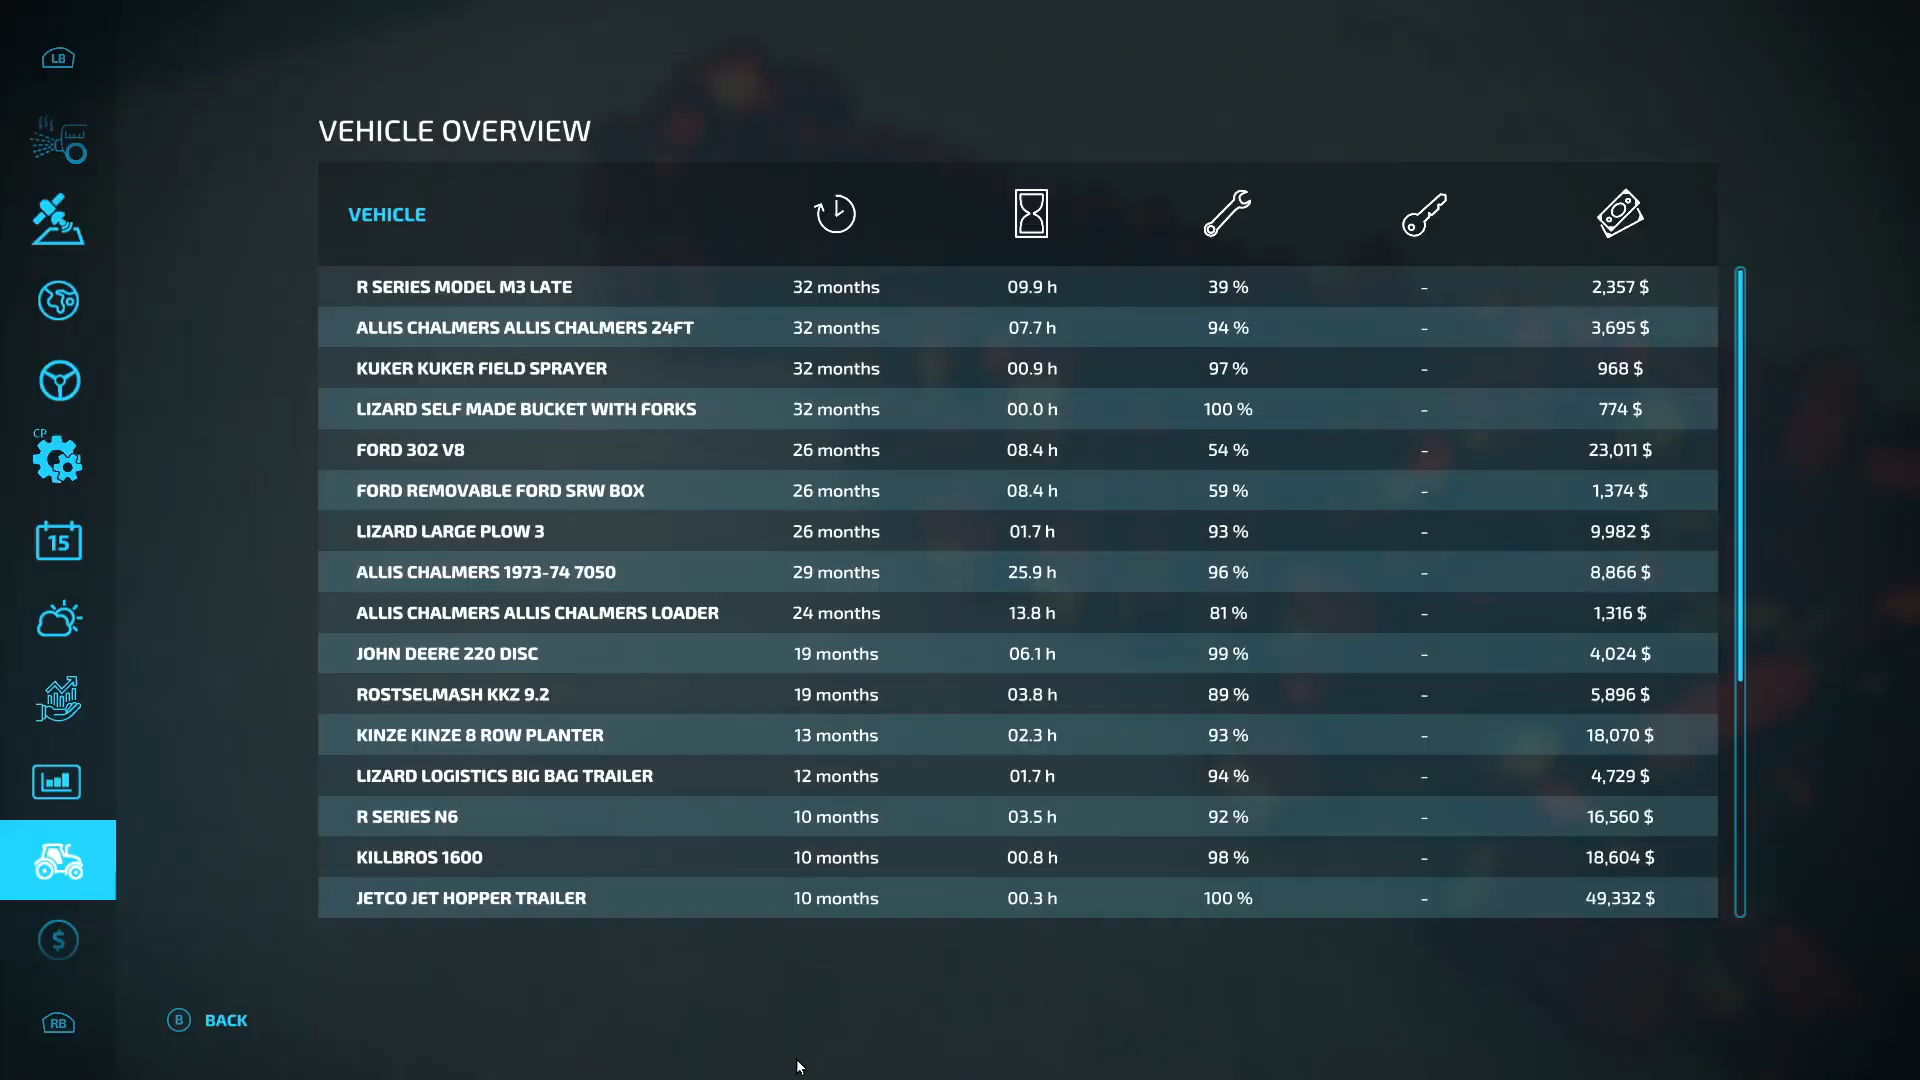 LB
VEHICLE OVERVIEW
VEHICLE
R SERIES MODEL M3 LATE 32 months 09.9 h 39 % - 2,357 $
ALLIS CHALMERS ALLIS CHALMERS 24FT 32 months 07.7 h 94 % - 3,695 $
KUKER KUKER FIELD SPRAYER 32 months 00.9 h 97 % - 968 $
LIZARD SELF MADE BUCKET WITH FORKS 32 months 00.0 h 100 % - 774 $
CP
FORD 302 V8 26 months 08.4 h 54 % - 23,011 $
FORD REMOVABLE FORD SRW BOX 26 months 08.4 h 59 % - 1,374 $
LIZARD LARGE PLOW 3 26 months 01.7 h 93 % - 9,982 $
15
ALLIS CHALMERS 1973-74 7050 29 months 25.9 h 96 % - 8,866 $
ALLIS CHALMERS ALLIS CHALMERS LOADER 24 months 13.8 h 81 % - 1,316 $
JOHN DEERE 220 DISC 19 months 06.1 h 99 % - 4,024 $
ROSTSELMASH KKZ 9.2 19 months 03.8 h 89 % - 5,896 $
KINZE KINZE 8 ROW PLANTER 13 months 02.3 h 93 % - 18,070 $
LIZARD LOGISTICS BIG BAG TRAILER 12 months 01.7 h 94 % - 4,729 $
R SERIES N6 10 months 03.5 h 92 % - 16,560 $
KILLBROS 1600 10 months 00.8 h 98 % - 18,604 $
JETCO JET HOPPER TRAILER 10 months 00.3 h 100 % - 49,332 $
$
RB
B BACK